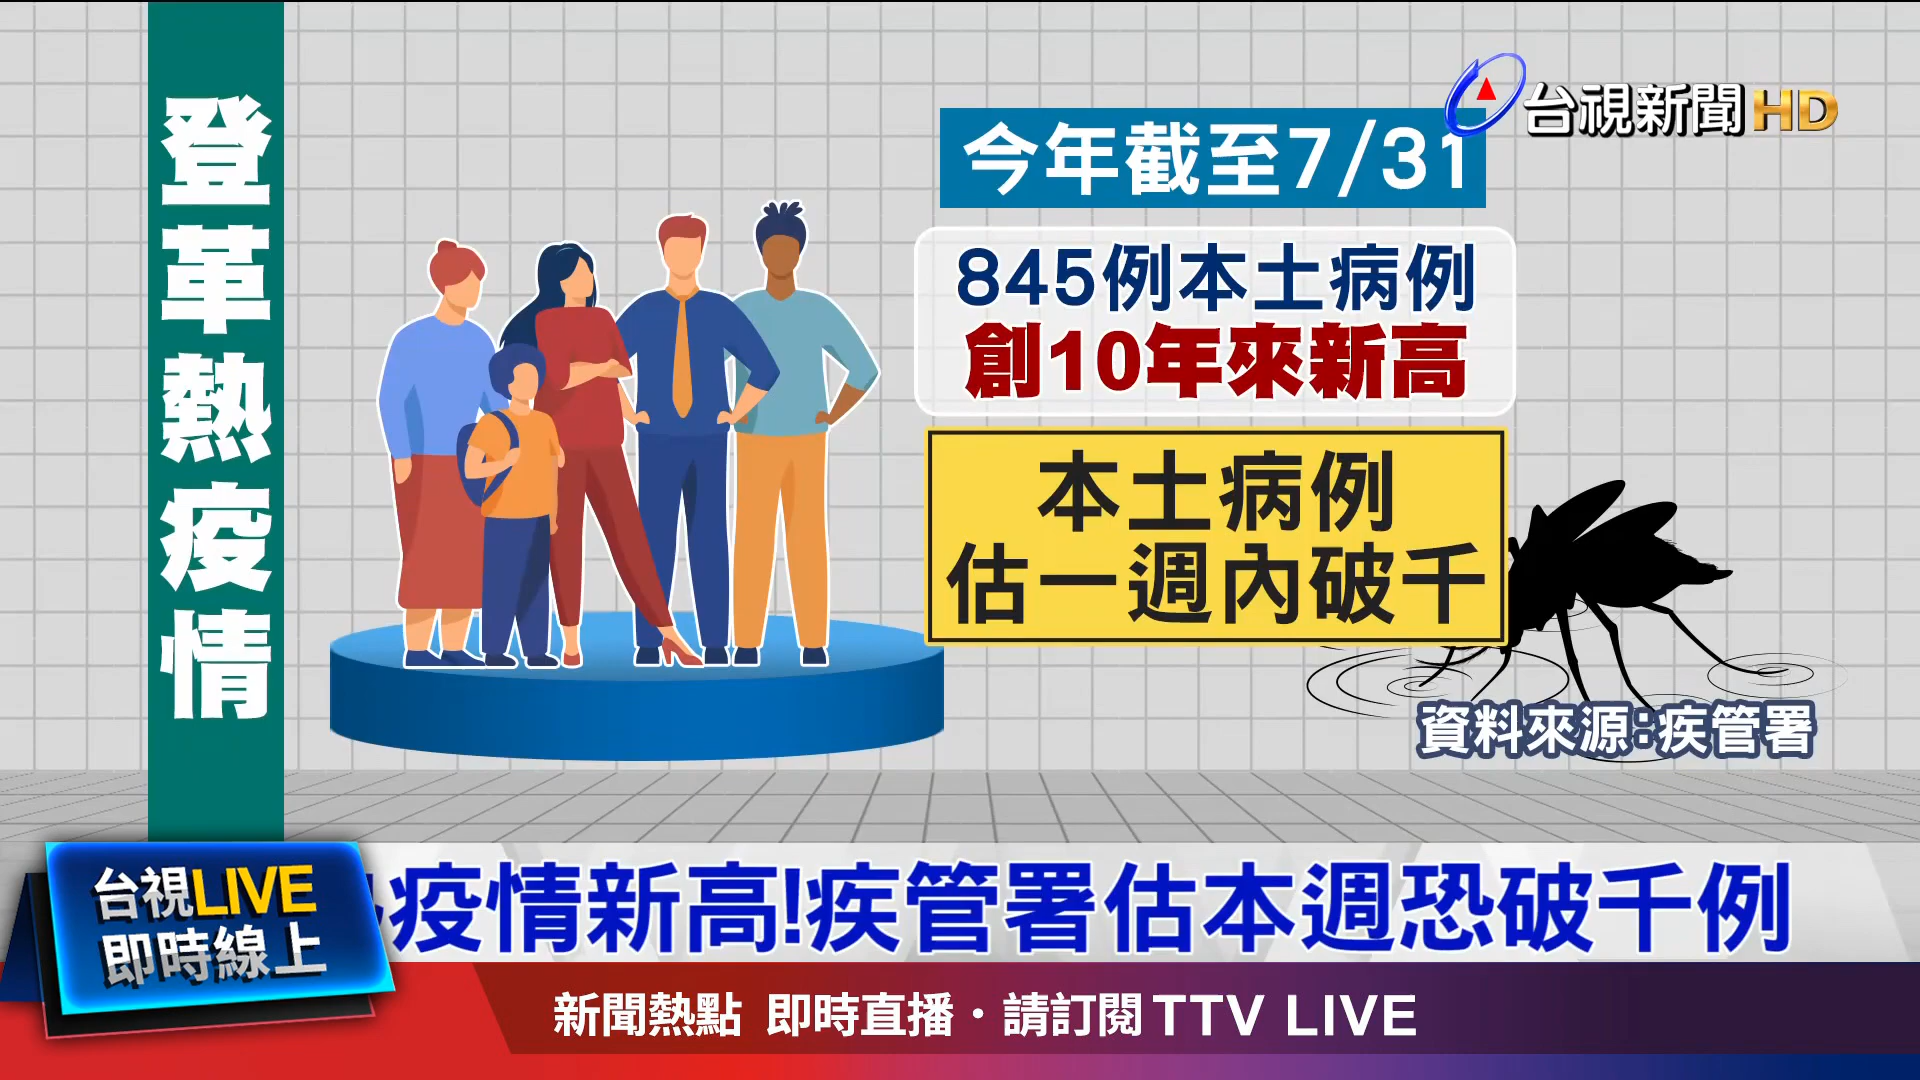 登革熱疫情
台視新聞HD
今年截至7/31
845例本土病例
創10年來新高
本土病例
估一週內破千
資料來源:疾管署
台視LIVE
即時線上
疫情新高!疾管署估本週恐破千例
新聞熱點 即時直播・請訂閱TTV LIVE